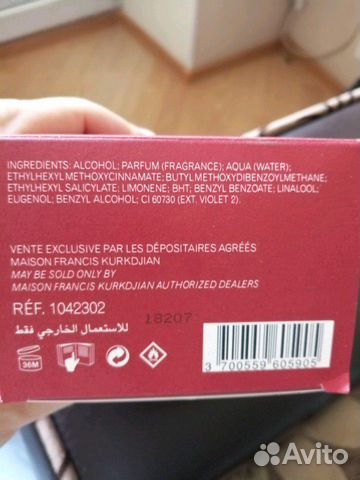 INGREDIENTS: ALCOHOL; PARFUM (FRAGRANCE); AQUA (WATER);
ETHYLHEXYL METHOXYCINNAMATE; BUTYL METHOXYDIBENZOYLMETHANE;
ETHYLHEXYL SALICYLATE; LIMONENE; BHT; BENZYL BENZOATE; LINALOOL;
EUGENOL; BENZYL ALCOHOL; CI 60730 (EXT. VIOLET 2).
VENTE EXCLUSIVE PAR LES DÉPOSITAIRES AGRÉÉS
MAISON FRANCIS KURKDJIAN
MAY BE SOLD ONLY BY
MAISON FRANCIS KURKDJIAN AUTHORIZED DEALERS
RÉF. 1042302
18207
للاستعمال الخارجي فقط
36M
3 700559 605905
Avito